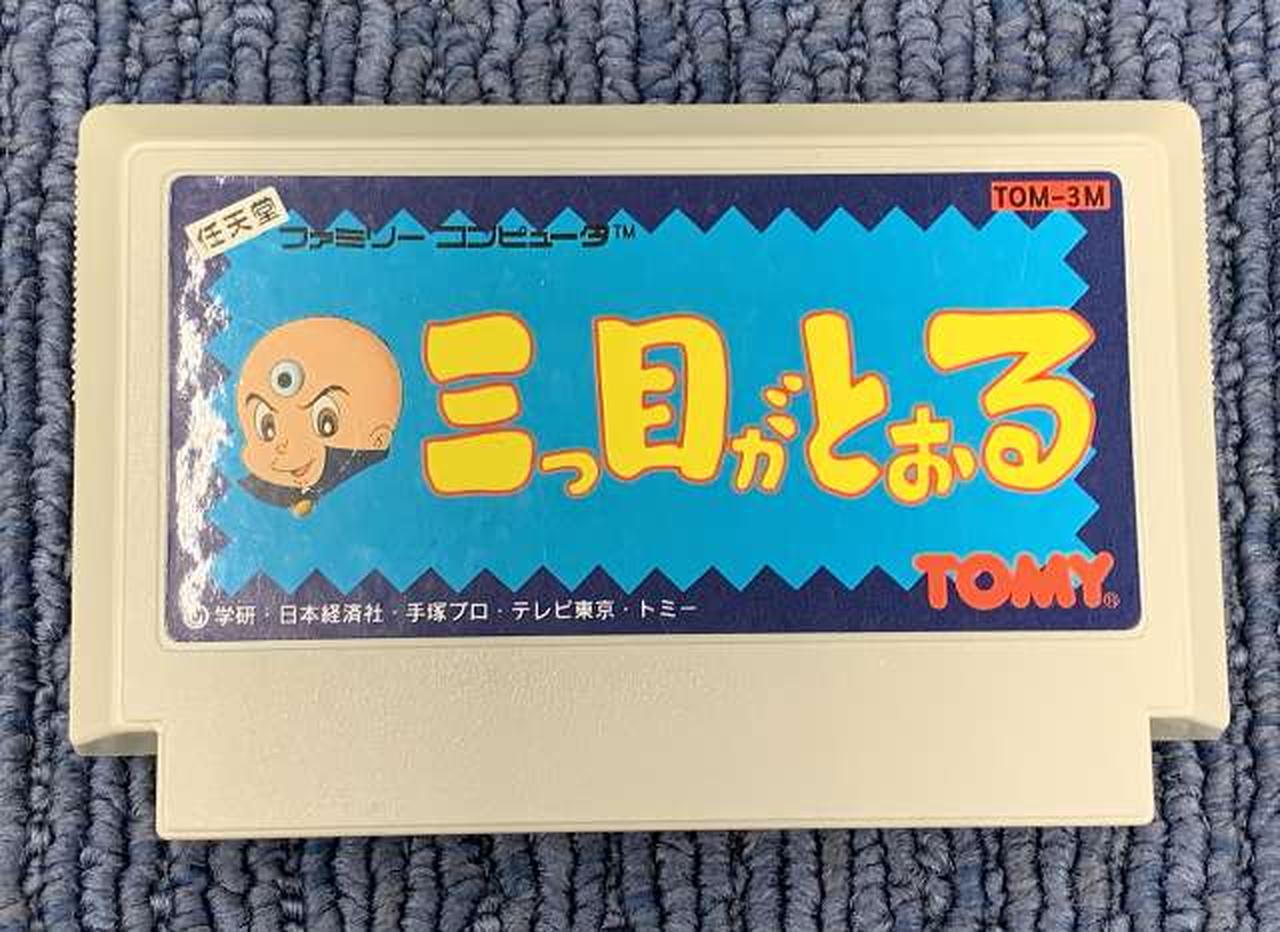 任天堂
ファミリー コンピュータ™
TOM-3M
三つ目がとおる
TOMY®
©学研・日本経済社・手塚プロ・テレビ東京・トミー